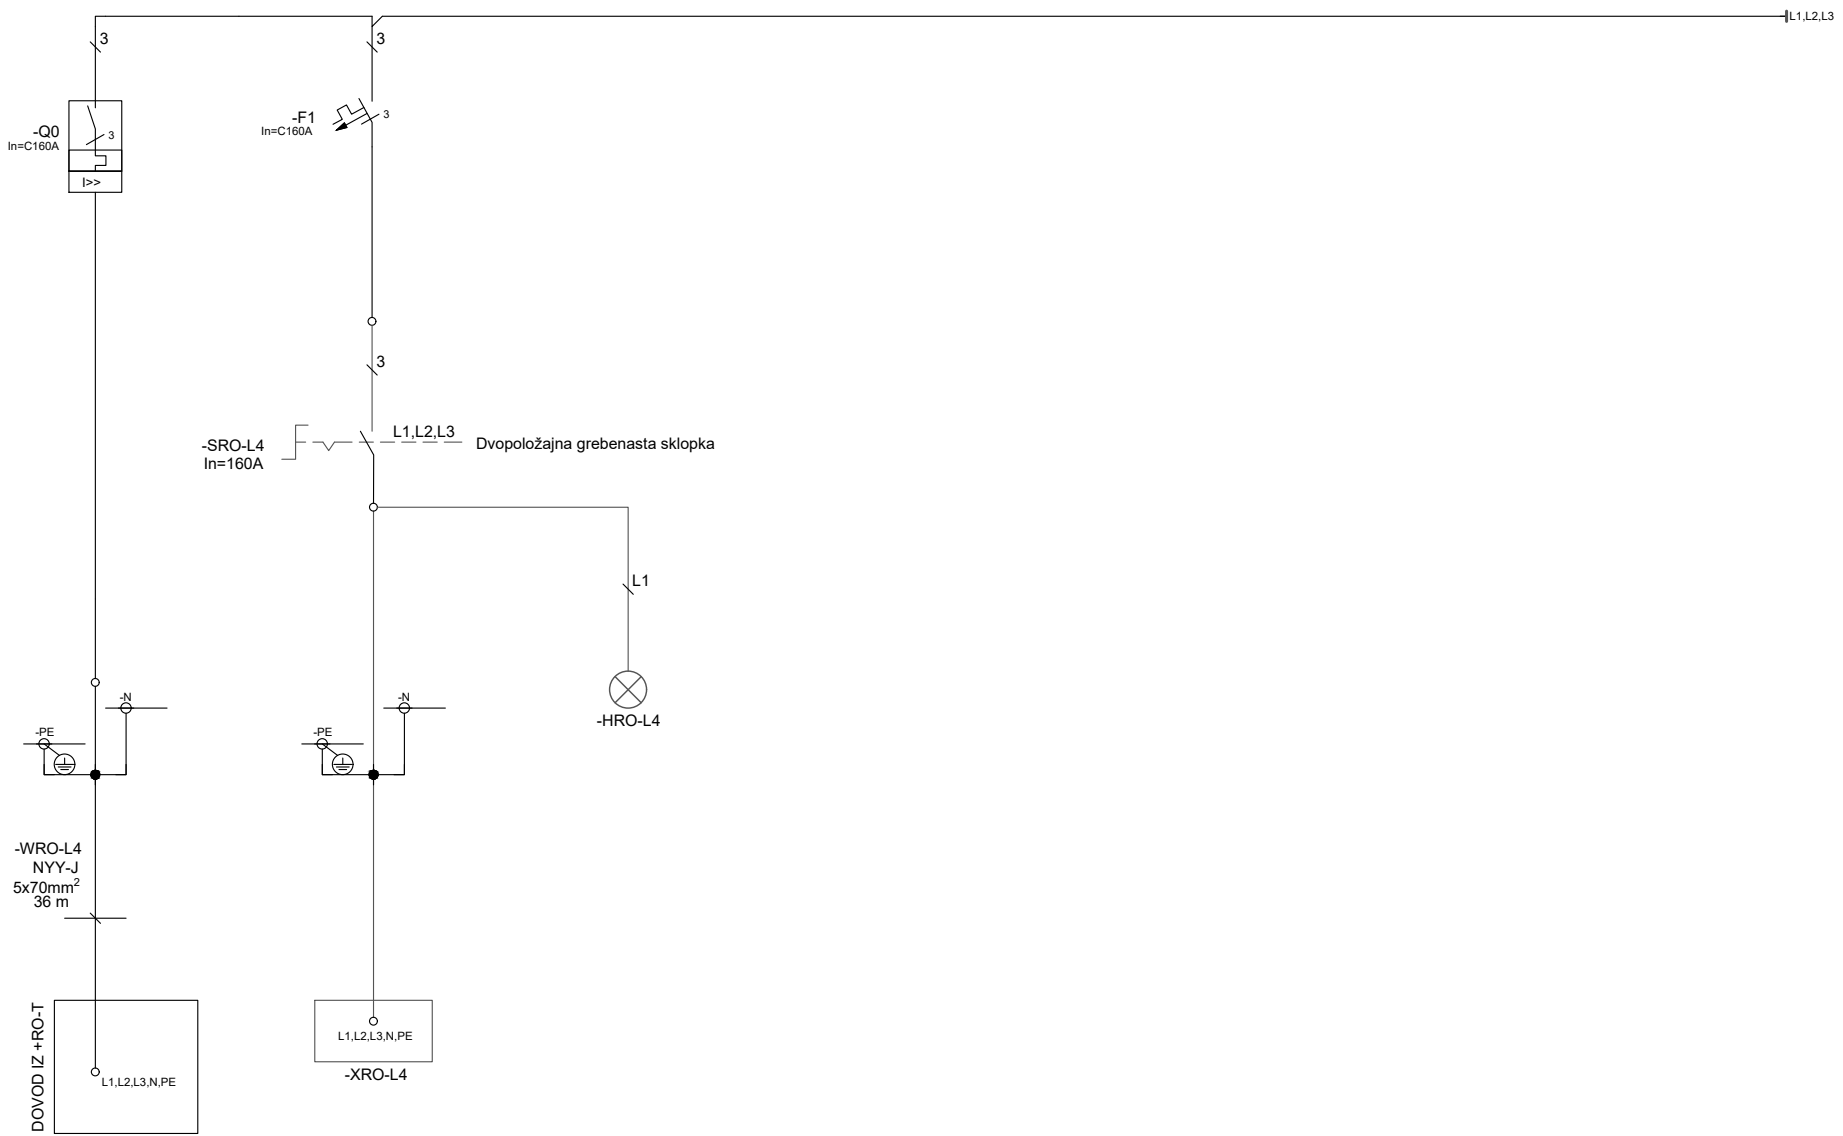 L1,L2,L3
3
3
-Q0
In=C160A
3
I>>
-F1
In=C160A
3
3
-SRO-L4
In=160A
L1,L2,L3
Dvopoložajna grebenasta sklopka
L1
-HRO-L4
-N
-PE
-N
-PE
-WRO-L4
NYY-J
5x70mm²
36 m
DOVOD IZ +RO-T
L1,L2,L3,N,PE
L1,L2,L3,N,PE
-XRO-L4